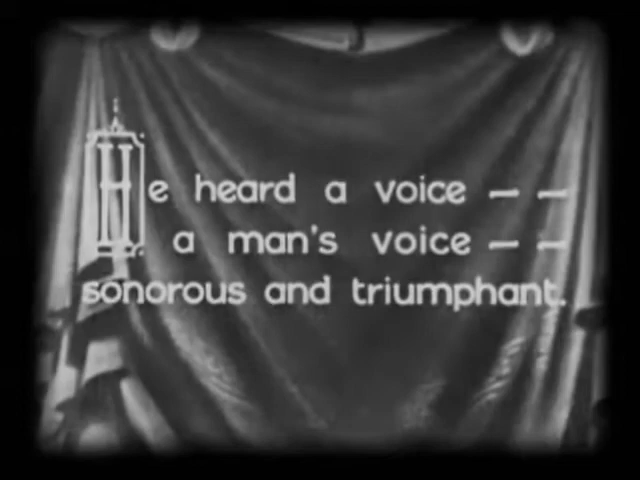 He heard a voice — —
a man's voice — —
sonorous and triumphant.